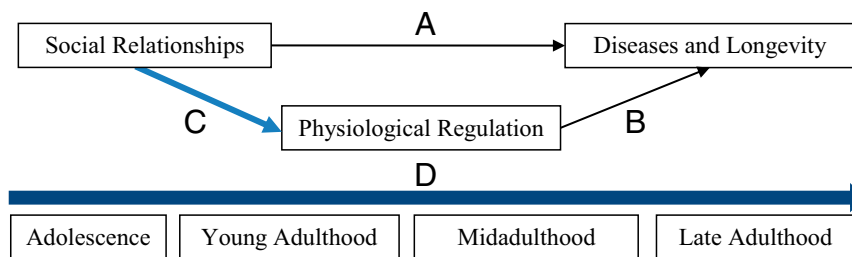 A
Social Relationships
Diseases and Longevity
C
Physiological Regulation
B
D
Adolescence
Young Adulthood
Midadulthood
Late Adulthood